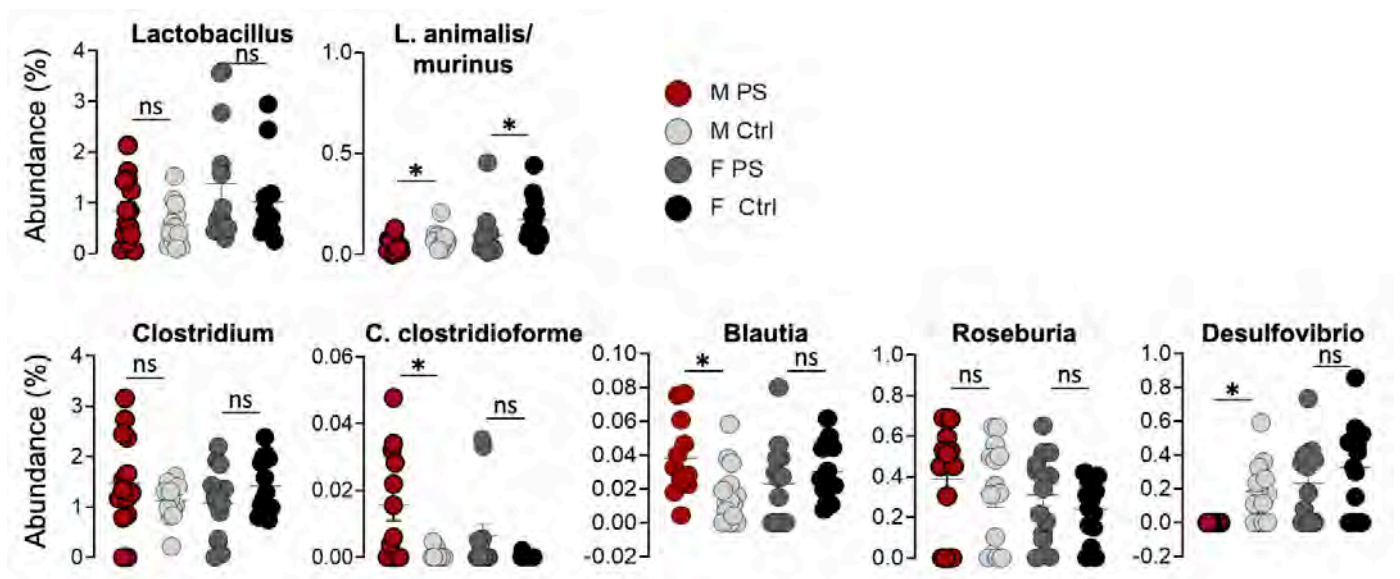 Lactobacillus
L. animalis/
murinus
Abundance (%)
4
3
2
1
0
ns
ns
1.0
0.5
0.0
*
*
M PS
M Ctrl
F PS
F Ctrl
Clostridium
C. clostridioforme
Blautia
Roseburia
Desulfovibrio
Abundance (%)
4
3
2
1
0
ns
ns
0.06
0.04
0.02
0.00
*
ns
0.10
0.08
0.06
0.04
0.02
0.00
-0.02
*
ns
1.0
0.8
0.6
0.4
0.2
0.0
ns
ns
1.0
0.8
0.6
0.4
0.2
0.0
-0.2
*
ns